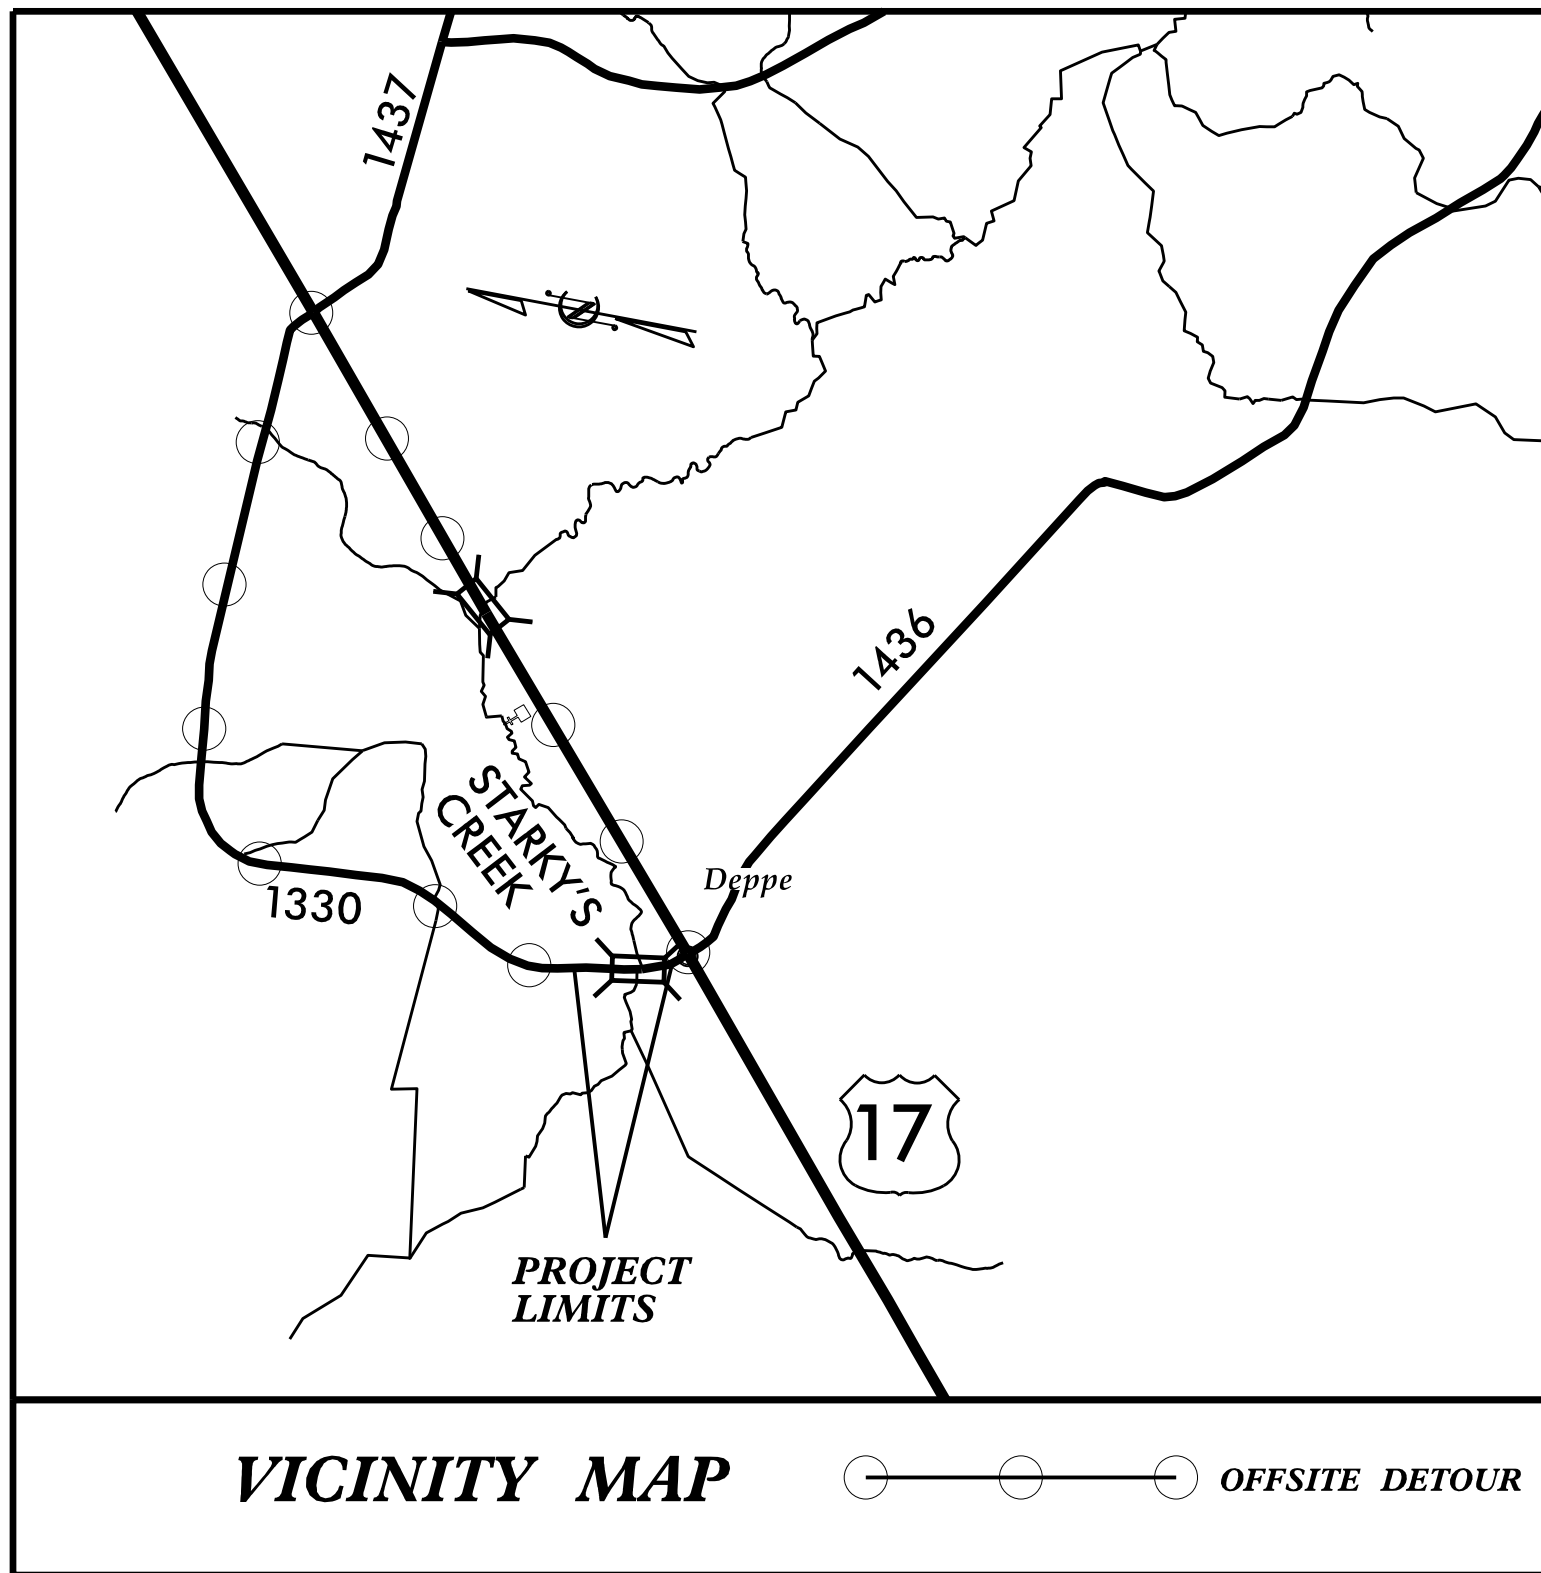 1437
N
1436
STARKY'S
CREEK
Deppe
1330
17
PROJECT
LIMITS
VICINITY MAP
OFFSITE DETOUR